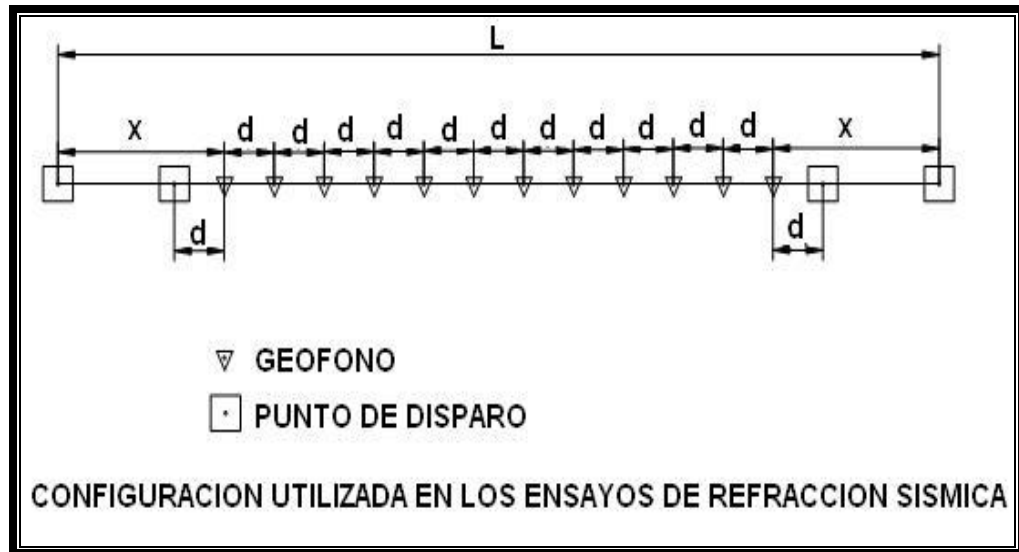 L
x d d d d d d d d d d d x
d d
GEOFONO
PUNTO DE DISPARO
CONFIGURACION UTILIZADA EN LOS ENSAYOS DE REFRACCION SISMICA